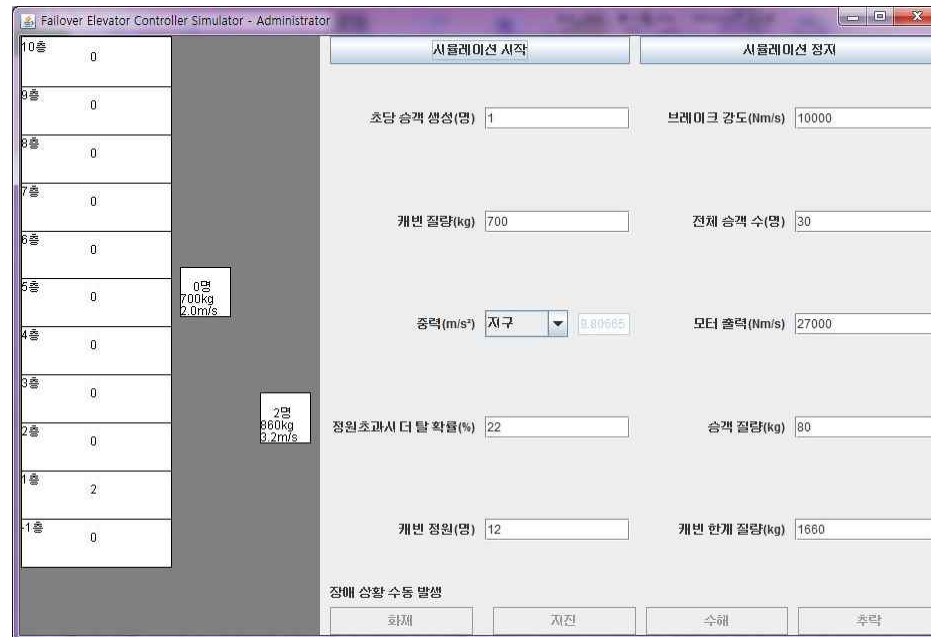 Failover Elevator Controller Simulator - Administrator
10층
0
9층
0
8층
0
7층
0
6층
0
5층
0
4층
0
3층
0
2층
0
1층
2
-1층
0
0명
700kg
2.0m/s
2명
860kg
3.2m/s
시뮬레이션 시작
시뮬레이션 정지
초당 승객 생성(명) 1
브레이크 강도(Nm/s) 10000
캐빈 질량(kg) 700
전체 승객 수(명) 30
중력(m/s²) 지구 9.80665
모터 출력(Nm/s) 27000
정원초과시 더 탈 확률(%) 22
승객 질량(kg) 80
캐빈 정원(명) 12
캐빈 한계 질량(kg) 1660
장애 상황 수동 발생
화재
지진
수해
추락